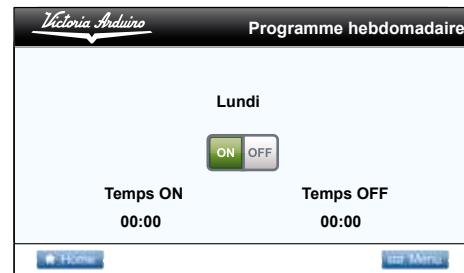 Victoria Arduino
Programme hebdomadaire
Lundi
ON OFF
Temps ON Temps OFF
00:00 00:00
Home Menu